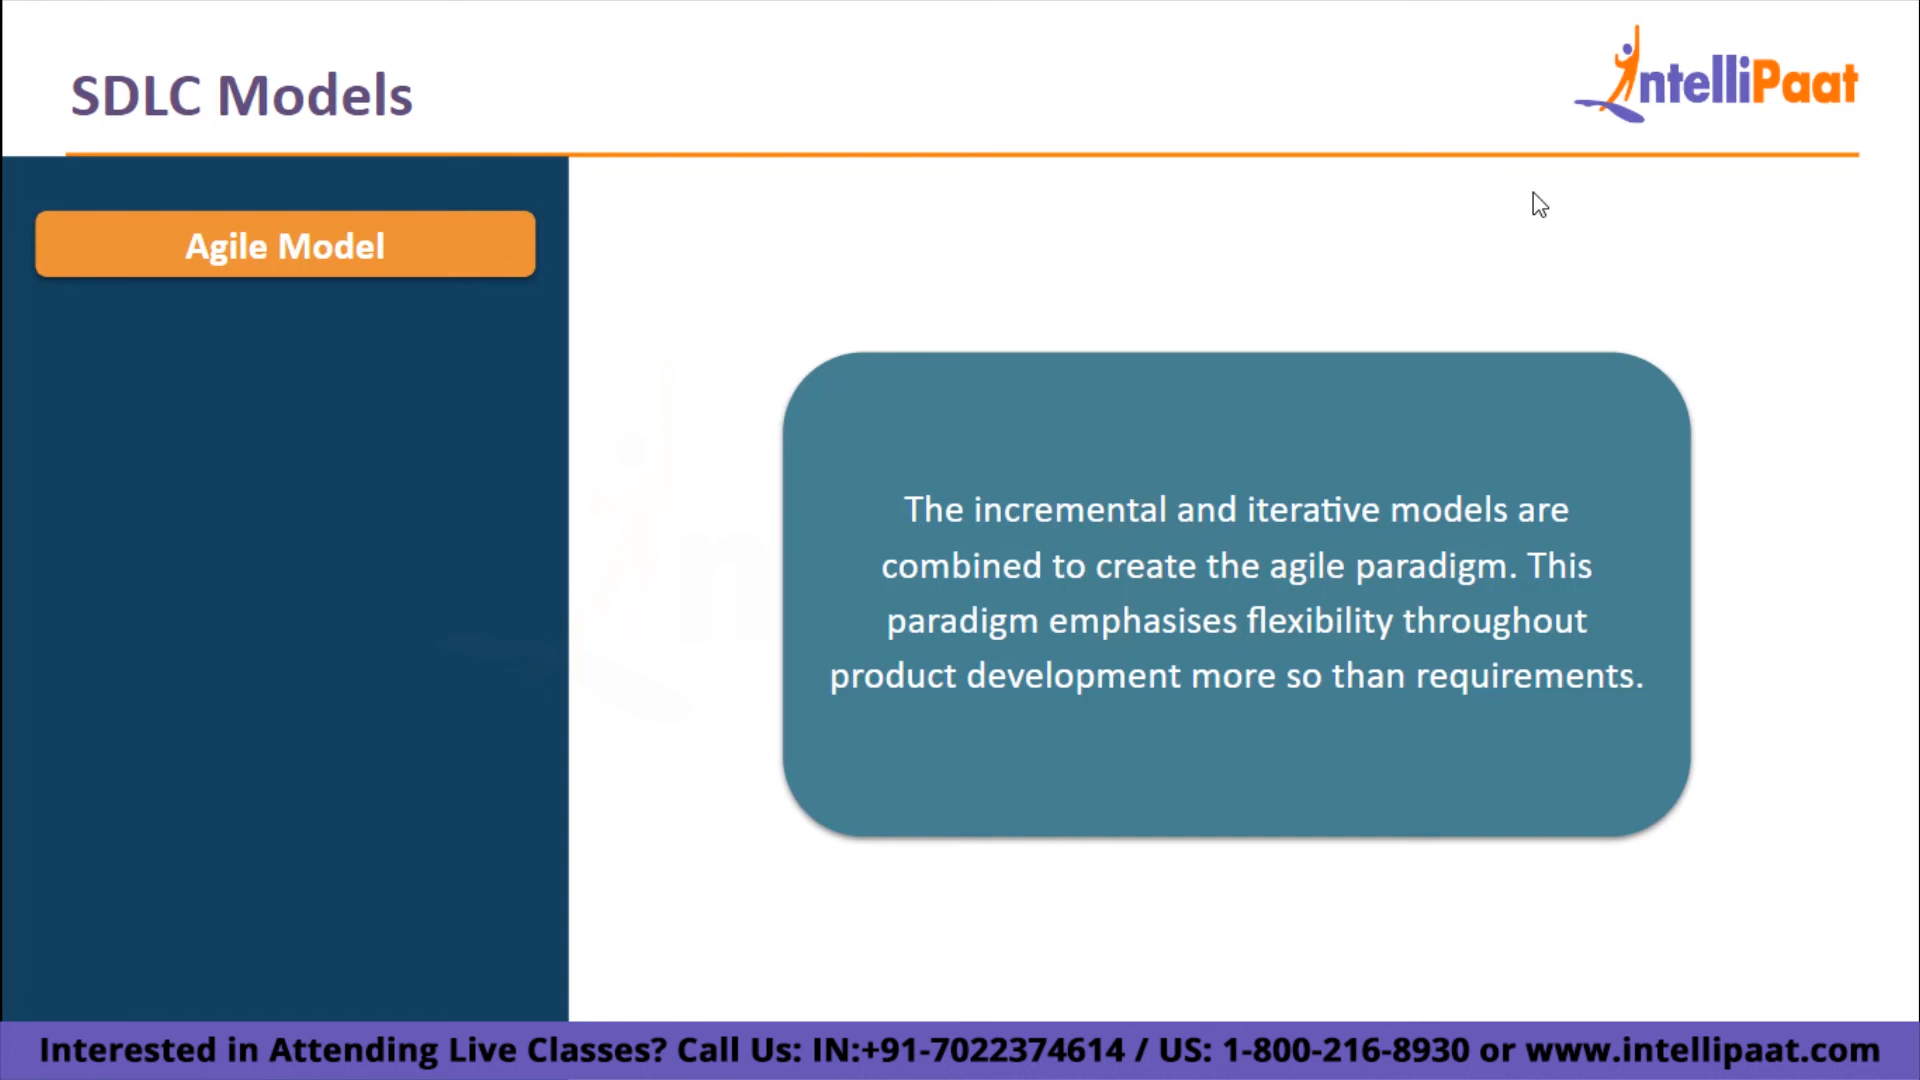 SDLC Models
IntelliPaat
Agile Model
The incremental and iterative models are
combined to create the agile paradigm. This
paradigm emphasises flexibility throughout
product development more so than requirements.
Interested in Attending Live Classes? Call Us: IN:+91-7022374614 / US: 1-800-216-8930 or www.intellipaat.com